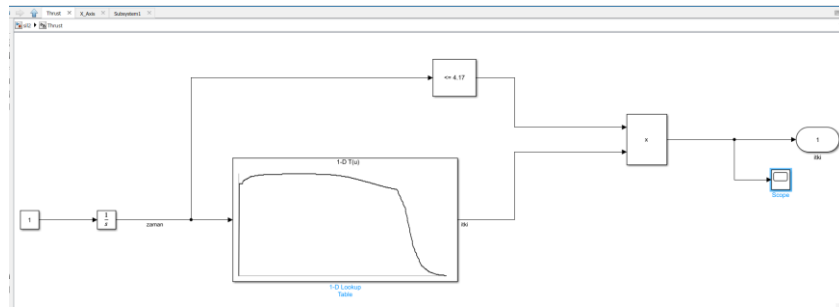 Thrust × X_Axis × Subsystem1 ×
Thrust
<= 4.17
1-D T(u)
x
1
itki
Scope
1
1
s
zaman
itki
1-D Lookup
Table